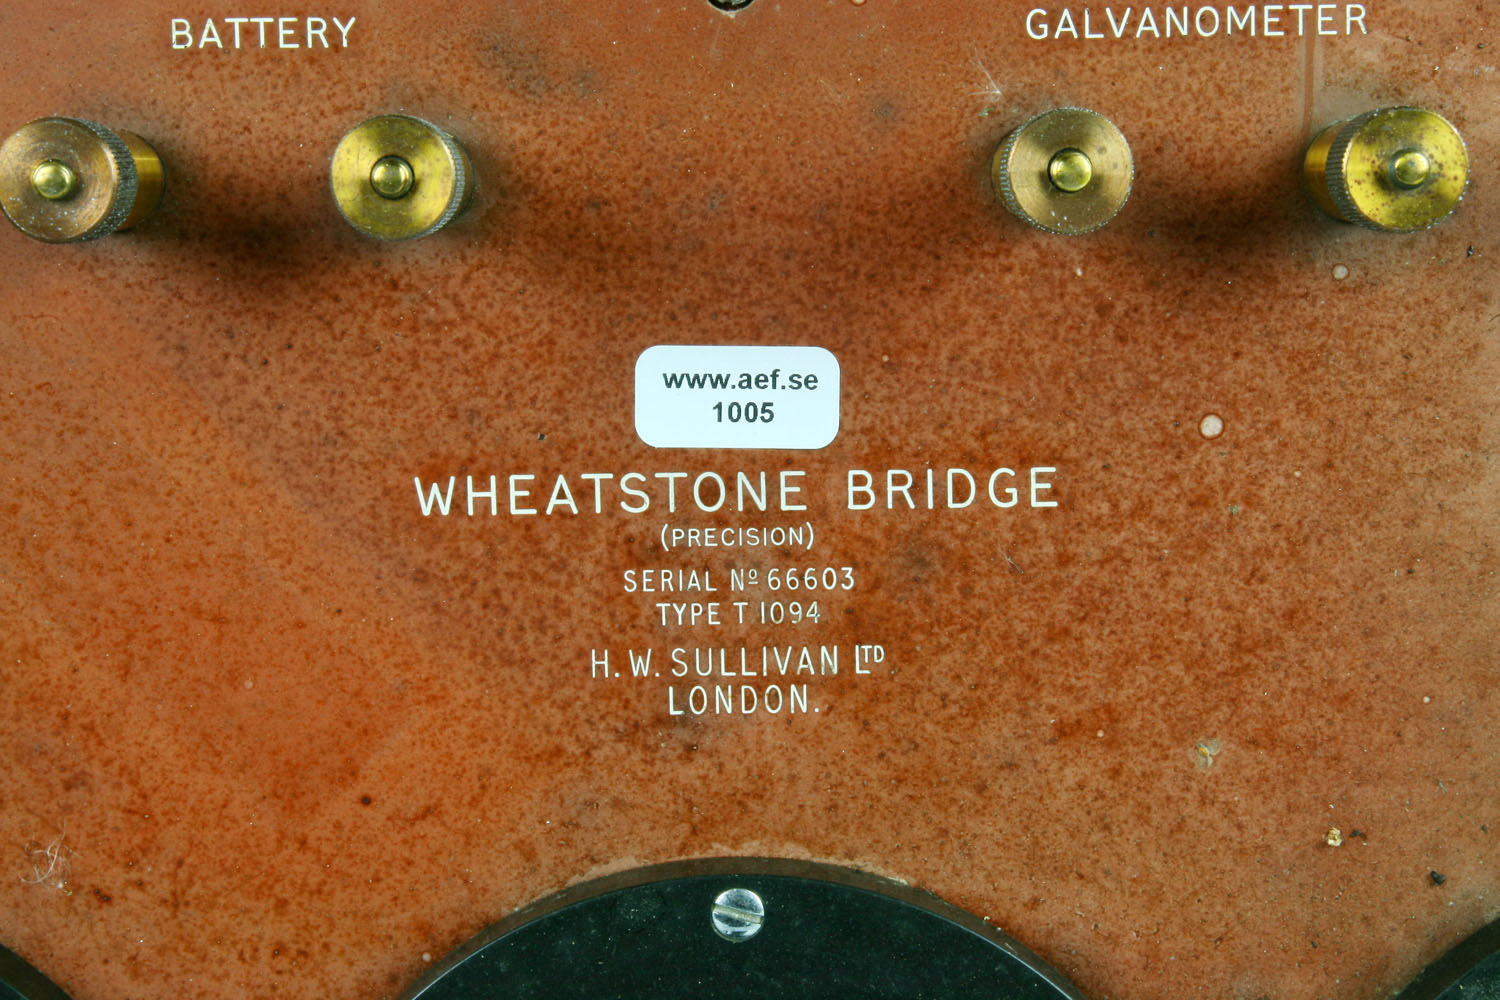 BATTERY GALVANOMETER
www.aef.se
1005
WHEATSTONE BRIDGE
(PRECISION)
SERIAL Nº 66603
TYPE T 1094
H. W. SULLIVAN LTD
LONDON.